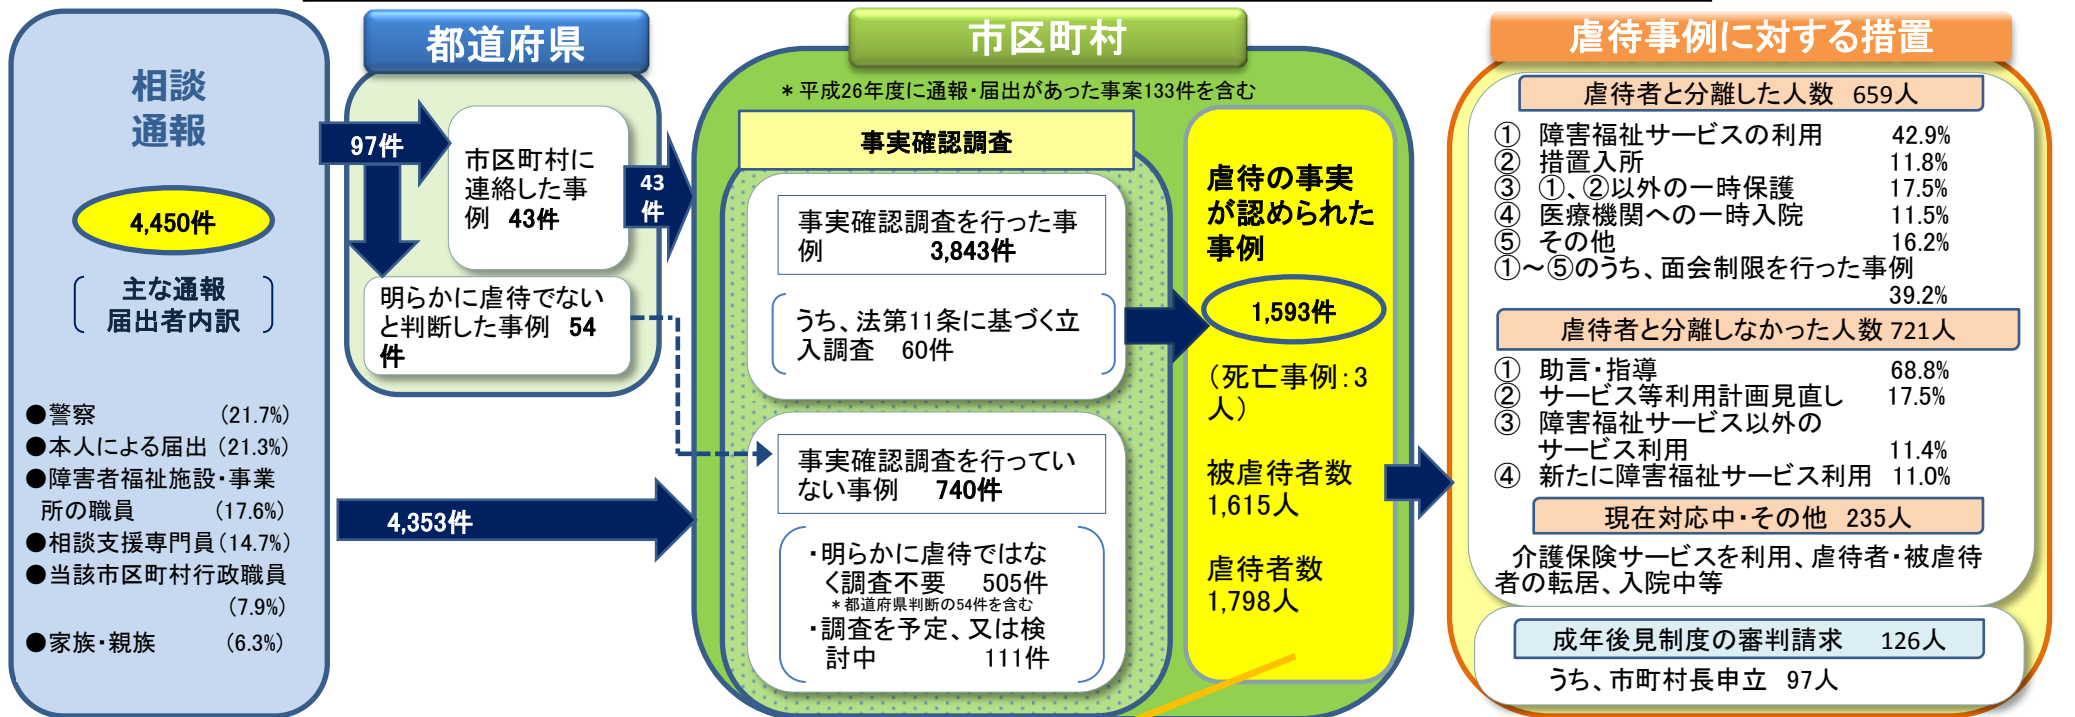 相談
通報
4,450件
主な通報
届出者内訳
●警察 (21.7%)
●本人による届出 (21.3%)
●障害者福祉施設・事業
所の職員 (17.6%)
●相談支援専門員 (14.7%)
●当該市区町村行政職員
(7.9%)
●家族・親族 (6.3%)
都道府県
97件
市区町村に
連絡した事
例 43件
43
件
明らかに虐待でない
と判断した事例 54
件
4,353件
市区町村
＊平成26年度に通報・届出があった事案133件を含む
事実確認調査
事実確認調査を行った事
例 3,843件
うち、法第11条に基づく立
入調査 60件
事実確認調査を行ってい
ない事例 740件
・明らかに虐待ではな
く調査不要 505件
＊都道府県判断の54件を含む
・調査を予定、又は検
討中 111件
虐待の事実
が認められた
事例
1,593件
（死亡事例：3
人）
被虐待者数
1,615人
虐待者数
1,798人
虐待事例に対する措置
虐待者と分離した人数 659人
① 障害福祉サービスの利用 42.9%
② 措置入所 11.8%
③ ①、②以外の一時保護 17.5%
④ 医療機関への一時入院 11.5%
⑤ その他 16.2%
①～⑤のうち、面会制限を行った事例
39.2%
虐待者と分離しなかった人数 721人
① 助言・指導 68.8%
② サービス等利用計画見直し 17.5%
③ 障害福祉サービス以外の
サービス利用 11.4%
④ 新たに障害福祉サービス利用 11.0%
現在対応中・その他 235人
介護保険サービスを利用、虐待者・被虐待
者の転居、入院中等
成年後見制度の審判請求 126人
うち、市町村長申立 97人